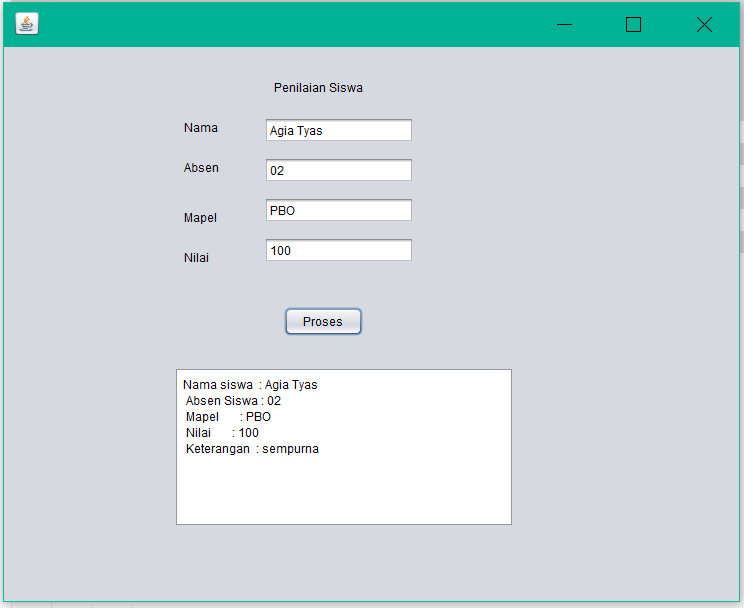 Penilaian Siswa
Nama Agia Tyas
Absen 02
Mapel PBO
Nilai 100
Proses
Nama siswa : Agia Tyas
Absen Siswa : 02
Mapel : PBO
Nilai : 100
Keterangan : sempurna